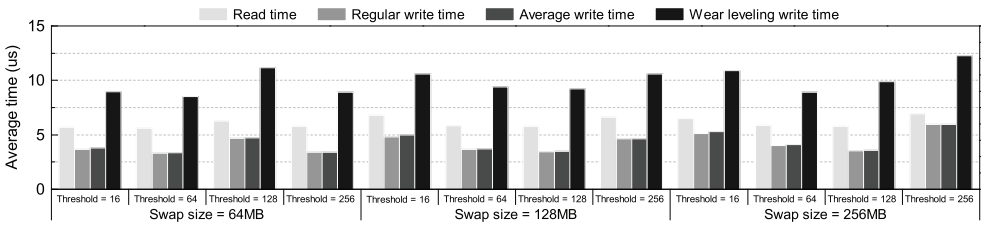 Read time Regular write time Average write time Wear leveling write time
Average time (us)
15
10
5
0
Threshold = 16 Threshold = 64 Threshold = 128 Threshold = 256 Threshold = 16 Threshold = 64 Threshold = 128 Threshold = 256 Threshold = 16 Threshold = 64 Threshold = 128 Threshold = 256
Swap size = 64MB Swap size = 128MB Swap size = 256MB